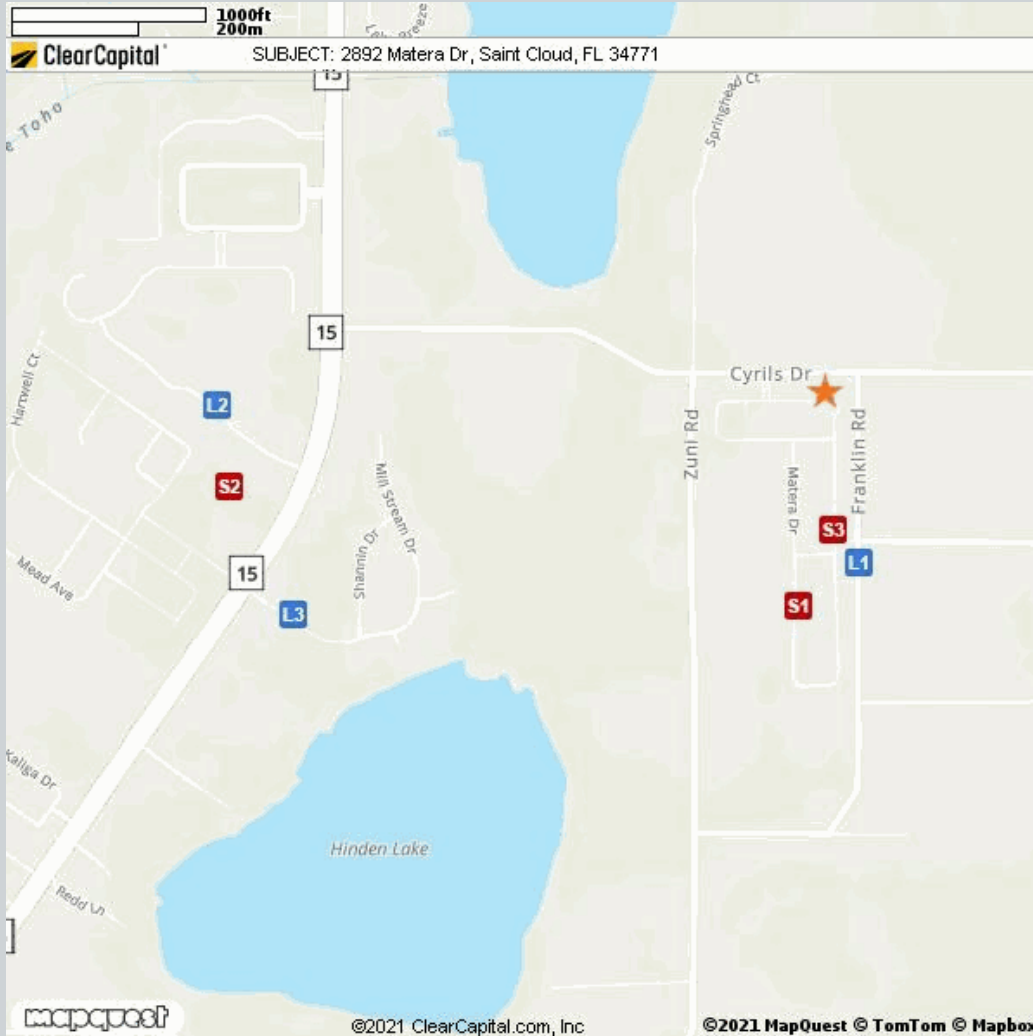 1000ft
200m
ClearCapital
SUBJECT: 2892 Matera Dr, Saint Cloud, FL 34771
15
Breeze
Springhead Ct
Toho
15
Cyrils Dr
Hartwell Ct
L2
Zuni Rd
Franklin Rd
Mill Stream Dr
Matera Dr
S2
S3
Shannin Dr
L1
15
Mead Ave
S1
L3
Kaliga Dr
Hinden Lake
Redd Ln
mapquest
©2021 ClearCapital.com, Inc
©2021 MapQuest © TomTom © Mapbox